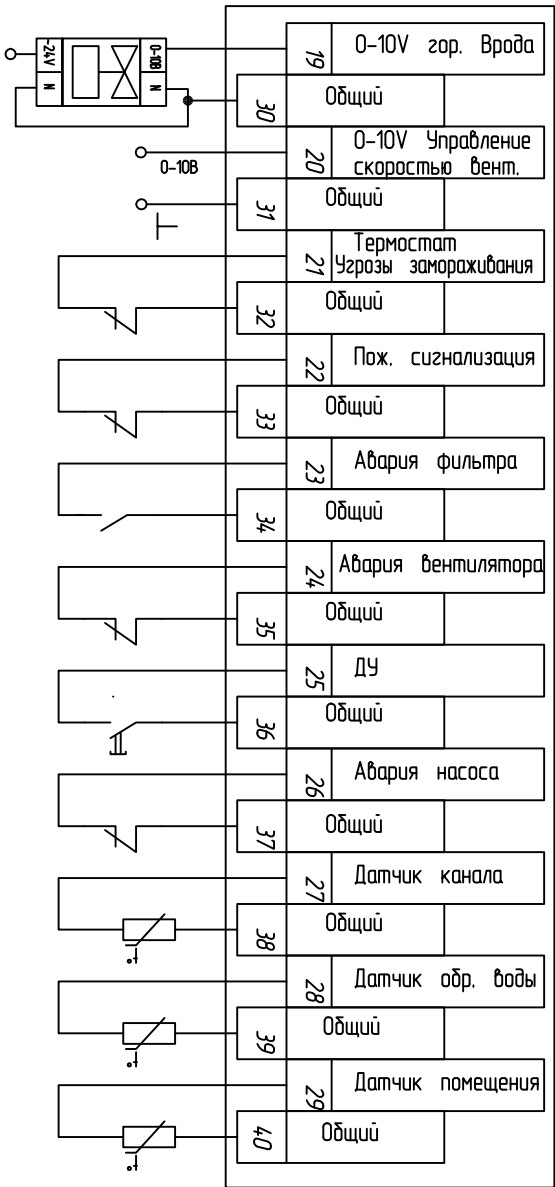 ~24V
N
0-10В
N
19
0-10V гор. Врода
30
Общий
20
0-10V Управление
скоростью вент.
0-10В
31
Общий
21
Термостат
Угрозы замораживания
32
Общий
22
Пож. сигнализация
33
Общий
23
Авария фильтра
34
Общий
24
Авария вентилятора
35
Общий
25
ДУ
36
Общий
26
Авария насоса
37
Общий
27
Датчик канала
38
Общий
t°
28
Датчик обр. воды
39
Общий
t°
29
Датчик помещения
40
Общий
t°